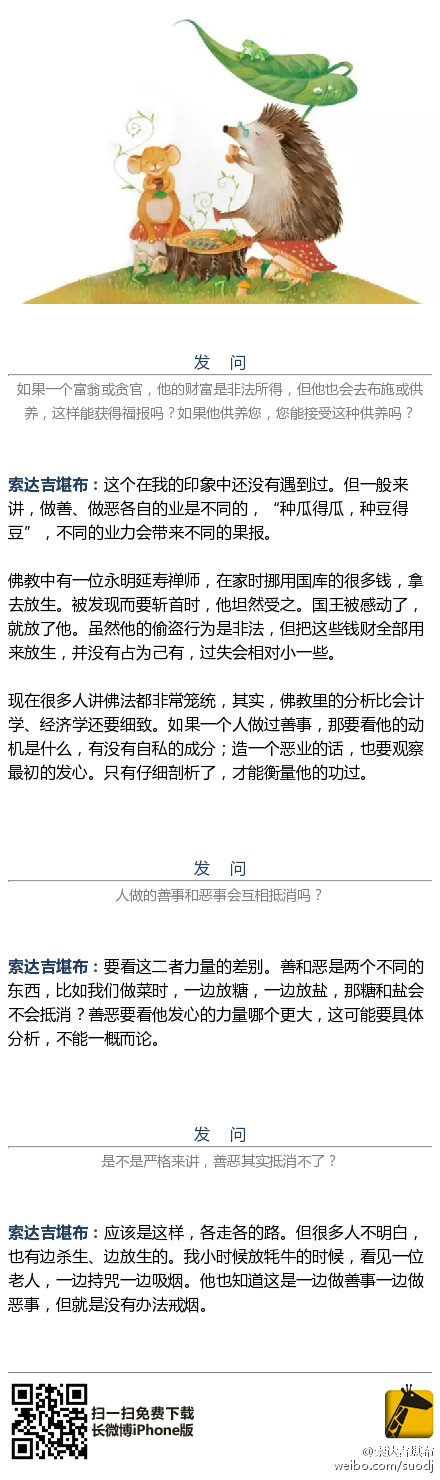 发 问
如果一个富翁或贪官，他的财富是非法所得，但他也会去布施或供
养，这样能获得福报吗？如果他供养您，您能接受这种供养吗？
索达吉堪布：这个在我的印象中还没有遇到过。但一般来
讲，做善、做恶各自的业是不同的，“种瓜得瓜，种豆得
豆”，不同的业力会带来不同的果报。
佛教中有一位永明延寿禅师，在家时挪用国库的很多钱，拿
去放生。被发现而要斩首时，他坦然受之。国王被感动了，
就放了他。虽然他的偷盗行为是非法，但把这些钱财全部用
来放生，并没有占为己有，过失会相对小一些。
现在很多人讲佛法都非常笼统，其实，佛教里的分析比会计
学、经济学还要细致。如果一个人做过善事，那要看他的动
机是什么，有没有自私的成分；造一个恶业的话，也要观察
最初的发心。只有仔细剖析了，才能衡量他的功过。
发 问
人做的善事和恶事会互相抵消吗？
索达吉堪布：要看这二者力量的差别。善和恶是两个不同的
东西，比如我们做菜时，一边放糖，一边放盐，那糖和盐会
不会抵消？善恶要看他发心的力量哪个更大，这可能要具体
分析，不能一概而论。
发 问
是不是严格来讲，善恶其实抵消不了？
索达吉堪布：应该是这样，各走各的路。但很多人不明白，
也有边杀生、边放生的。我小时候放牦牛的时候，看见一位
老人，一边持咒一边吸烟。他也知道这是一边做善事一边做
恶事，但就是没有办法戒烟。
扫一扫免费下载
长微博iPhone版
@索达吉堪布
weibo.com/suodj